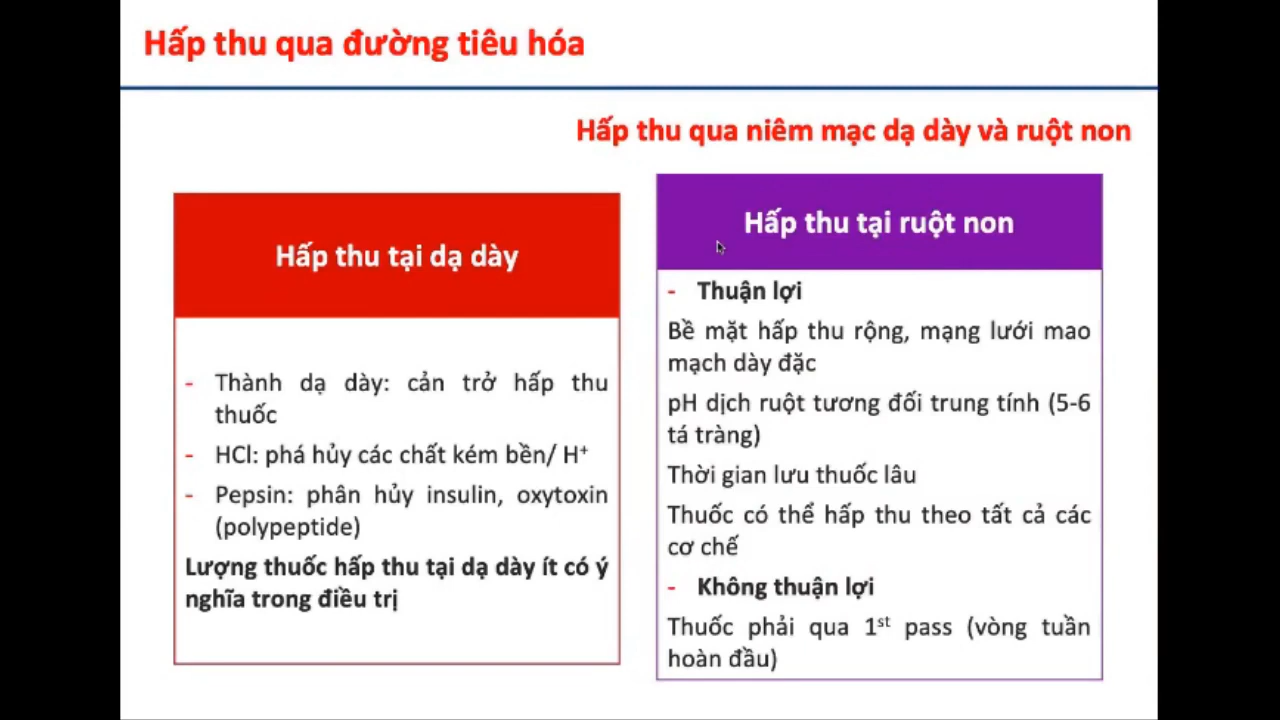 Hấp thu qua đường tiêu hóa
Hấp thu qua niêm mạc dạ dày và ruột non
Hấp thu tại dạ dày
- Thành dạ dày: cản trở hấp thu
thuốc
- HCl: phá hủy các chất kém bền/ H⁺
- Pepsin: phân hủy insulin, oxytoxin
(polypeptide)
Lượng thuốc hấp thu tại dạ dày ít có ý
nghĩa trong điều trị
Hấp thu tại ruột non
- Thuận lợi
Bề mặt hấp thu rộng, mạng lưới mao
mạch dày đặc
pH dịch ruột tương đối trung tính (5-6
tá tràng)
Thời gian lưu thuốc lâu
Thuốc có thể hấp thu theo tất cả các
cơ chế
- Không thuận lợi
Thuốc phải qua 1ˢᵗ pass (vòng tuần
hoàn đầu)